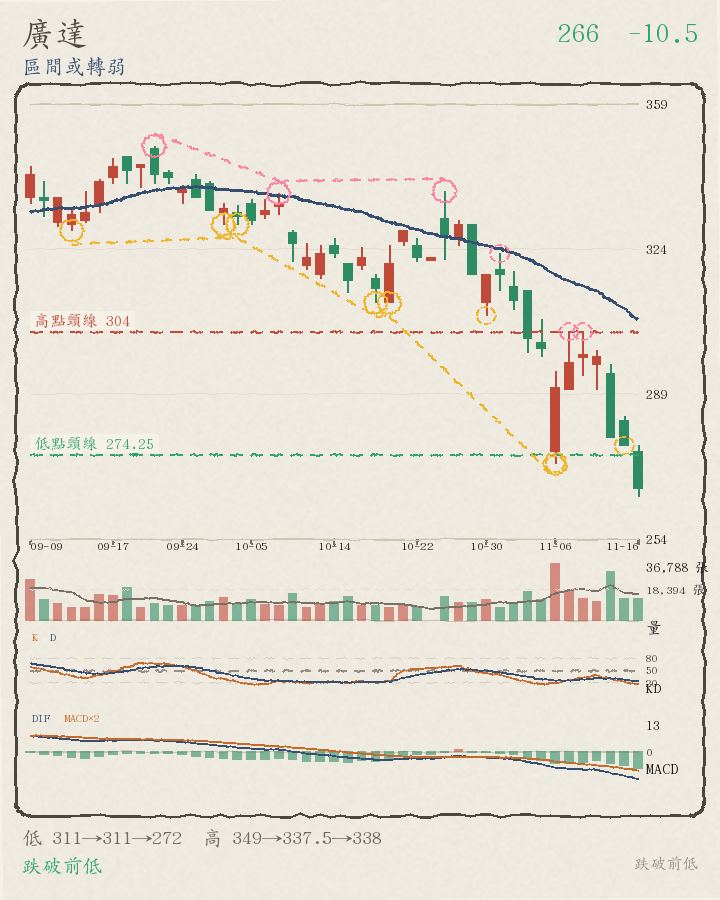 廣達 266 -10.5
區間或轉弱
359
324
高點頸線 304
289
低點頸線 274.25
254
09-09 09-17 09-24 10-05 10-14 10-22 10-30 11-06 11-16
36,788 張
18,394 張
量
K D
80
50
20
KD
DIF MACD×2
13
0
MACD
低 311→311→272 高 349→337.5→338
跌破前低 跌破前低